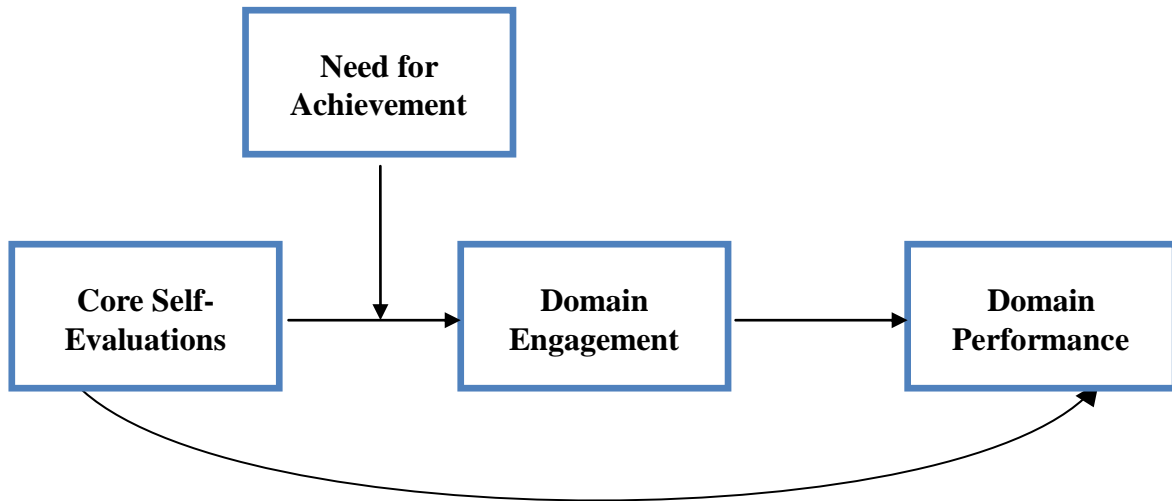 Need for
Achievement
Core Self-
Evaluations
Domain
Engagement
Domain
Performance